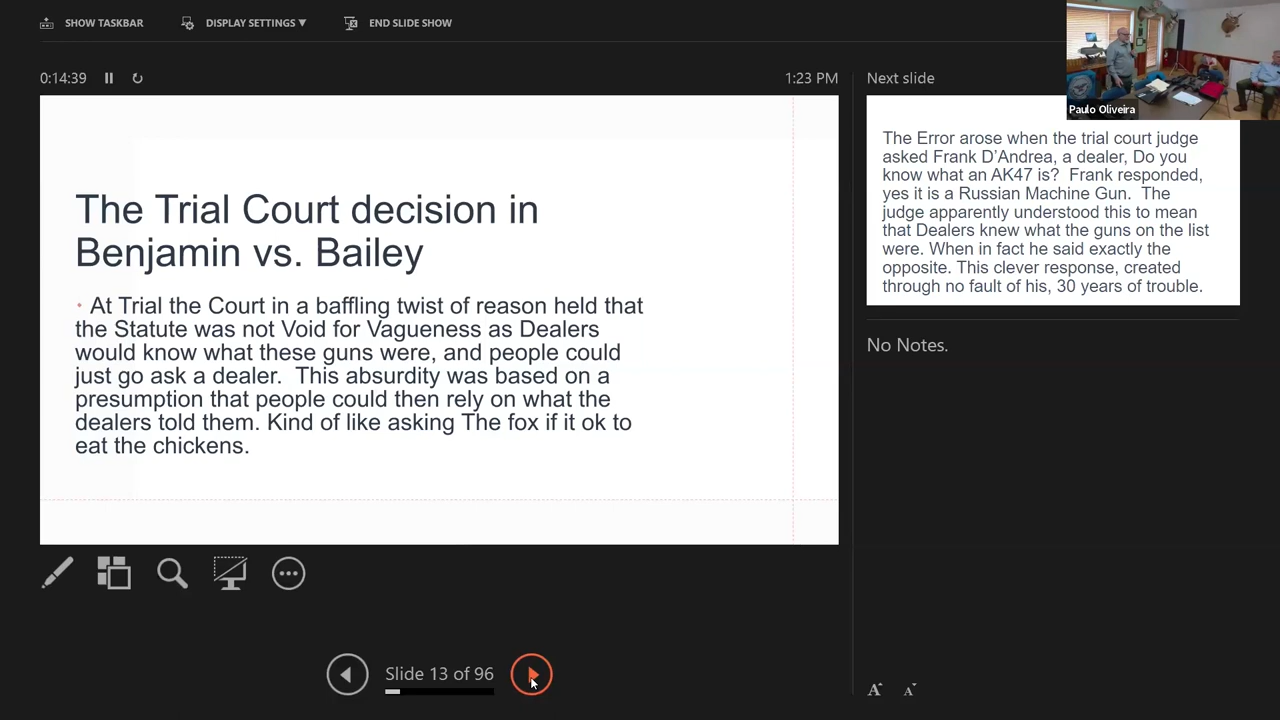 SHOW TASKBAR
DISPLAY SETTINGS ▼
END SLIDE SHOW
0:14:39
1:23 PM
The Trial Court decision in
Benjamin vs. Bailey
• At Trial the Court in a baffling twist of reason held that
the Statute was not Void for Vagueness as Dealers
would know what these guns were, and people could
just go ask a dealer.  This absurdity was based on a
presumption that people could then rely on what the
dealers told them. Kind of like asking The fox if it ok to
eat the chickens.
Slide 13 of 96
Next slide
Paulo Oliveira
The Error arose when the trial court judge
asked Frank D'Andrea, a dealer, Do you
know what an AK47 is?  Frank responded,
yes it is a Russian Machine Gun.  The
judge apparently understood this to mean
that Dealers knew what the guns on the list
were. When in fact he said exactly the
opposite. This clever response, created
through no fault of his, 30 years of trouble.
No Notes.
A A